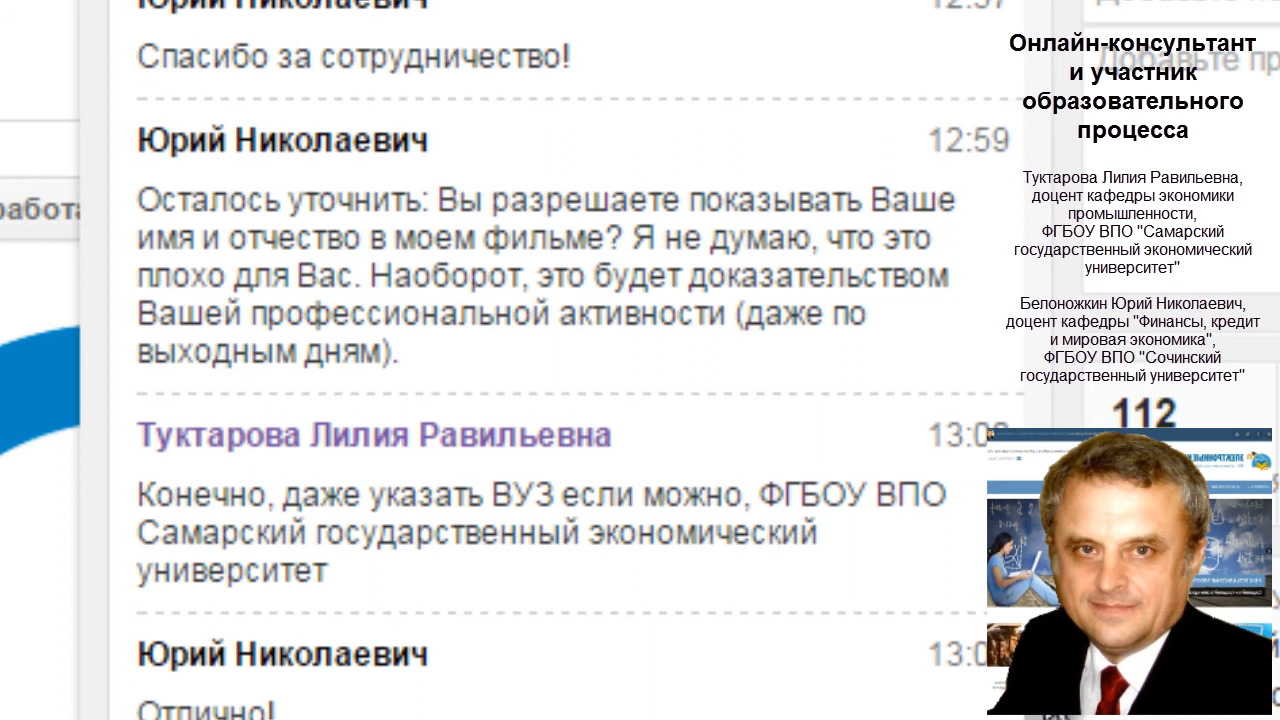 Юрий Николаевич 12:57
Спасибо за сотрудничество!
Юрий Николаевич 12:59
Осталось уточнить: Вы разрешаете показывать Ваше
имя и отчество в моем фильме? Я не думаю, что это
плохо для Вас. Наоборот, это будет доказательством
Вашей профессиональной активности (даже по
выходным дням).
Туктарова Лилия Равильевна
Конечно, даже указать ВУЗ если можно, ФГБОУ ВПО
Самарский государственный экономический
университет
Юрий Николаевич
Отлично!
Онлайн-консультант
и участник
образовательного
процесса
Туктарова Лилия Равильевна,
доцент кафедры экономики
промышленности,
ФГБОУ ВПО "Самарский
государственный экономический
университет"
Белоножкин Юрий Николаевич,
доцент кафедры "Финансы, кредит
и мировая экономика",
ФГБОУ ВПО "Сочинский
государственный университет"
112